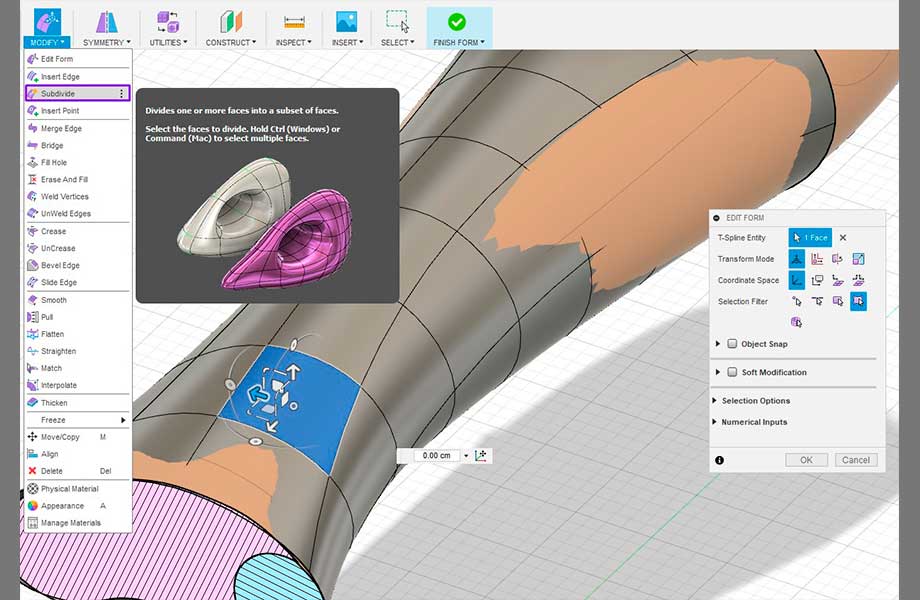 MODIFY ▾
SYMMETRY ▾
UTILITIES ▾
CONSTRUCT ▾
INSPECT ▾
INSERT ▾
SELECT ▾
FINISH FORM ▾
Edit Form
Insert Edge
Subdivide
Insert Point
Merge Edge
Bridge
Fill Hole
Erase And Fill
Weld Vertices
UnWeld Edges
Crease
UnCrease
Bevel Edge
Slide Edge
Smooth
Pull
Flatten
Straighten
Match
Interpolate
Thicken
Freeze
Move/Copy M
Align
Delete Del
Physical Material
Appearance A
Manage Materials
Divides one or more faces into a subset of faces.
Select the faces to divide. Hold Ctrl (Windows) or
Command (Mac) to select multiple faces.
0.00 cm
EDIT FORM
T-Spline Entity 1 Face
Transform Mode
Coordinate Space
Selection Filter
Object Snap
Soft Modification
Selection Options
Numerical Inputs
OK Cancel